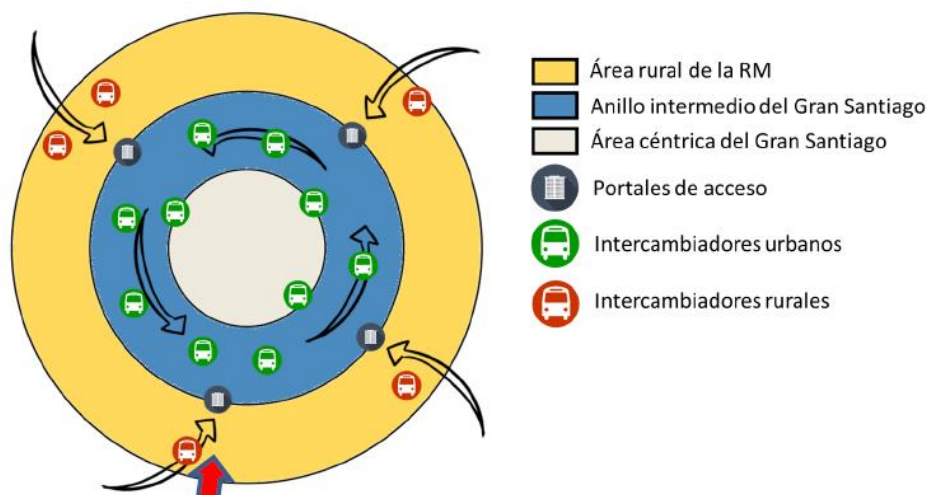 Área rural de la RM
Anillo intermedio del Gran Santiago
Área céntrica del Gran Santiago
Portales de acceso
Intercambiadores urbanos
Intercambiadores rurales